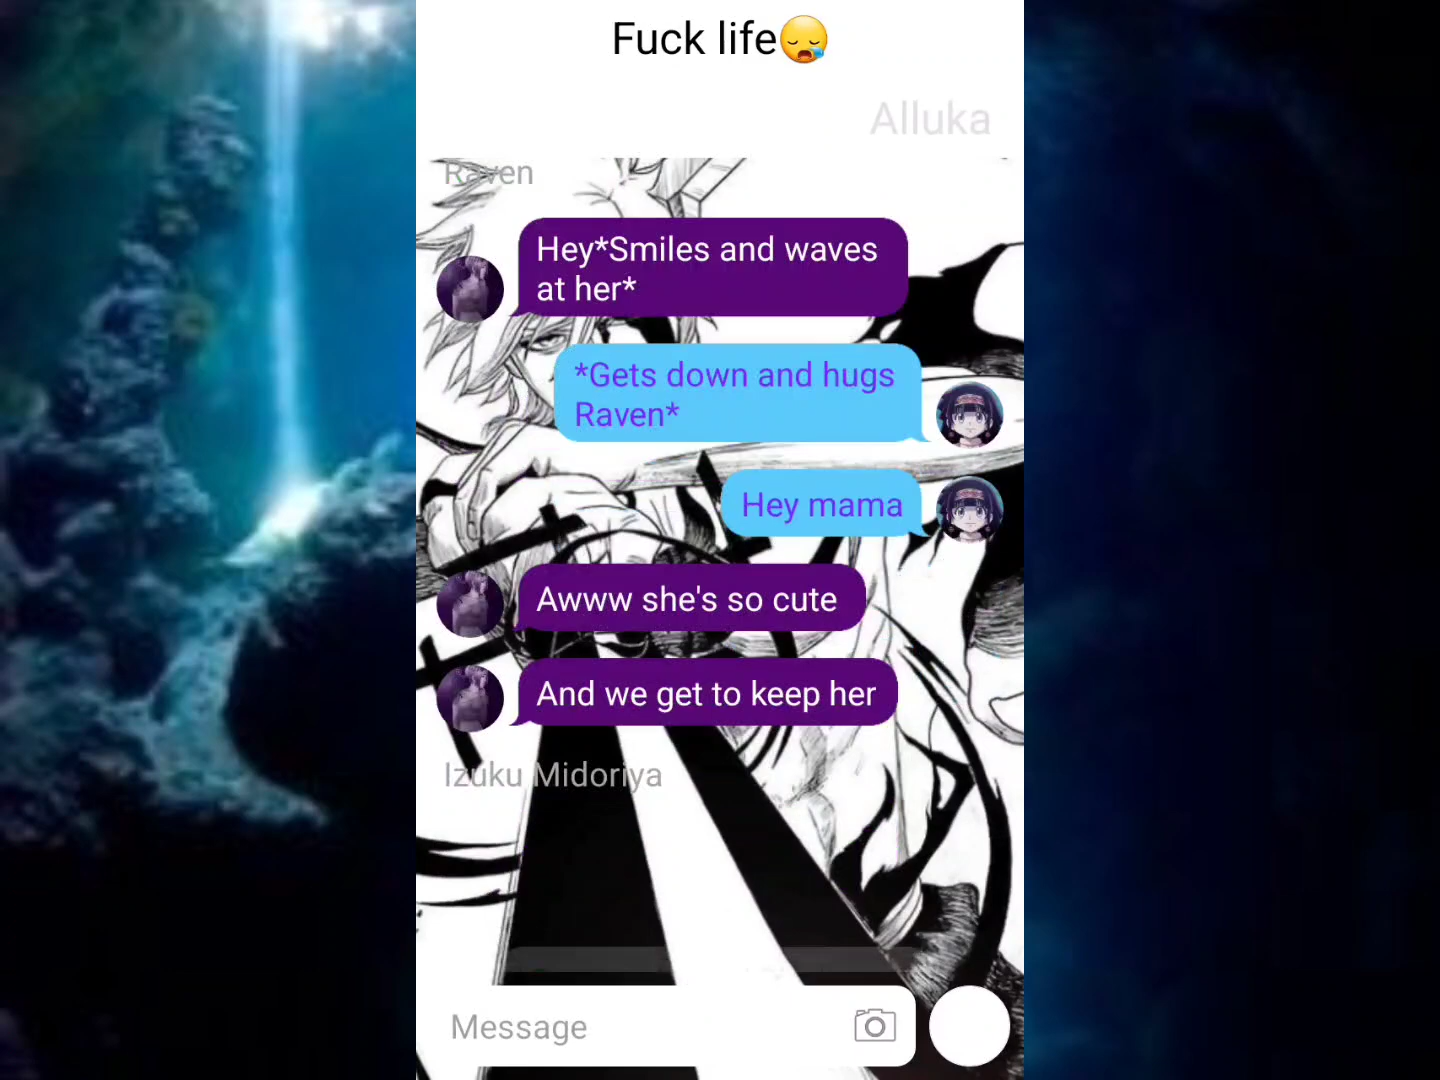 Fuck life😪
Alluka
Raven
Hey*Smiles and waves
at her*
*Gets down and hugs
Raven*
Hey mama
Awww she's so cute
And we get to keep her
Izuku Midoriya
Message